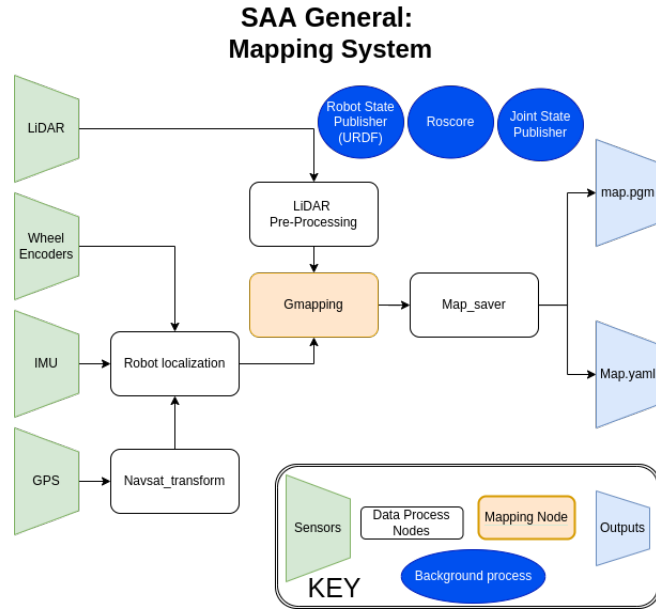 SAA General:
Mapping System
LiDAR
Robot State
Publisher
(URDF)
Roscore
Joint State
Publisher
map.pgm
LiDAR
Pre-Processing
Wheel
Encoders
Gmapping
Map_saver
IMU
Robot localization
Map.yaml
GPS
Navsat_transform
Sensors
Data Process
Nodes
Mapping Node
Outputs
Background process
KEY